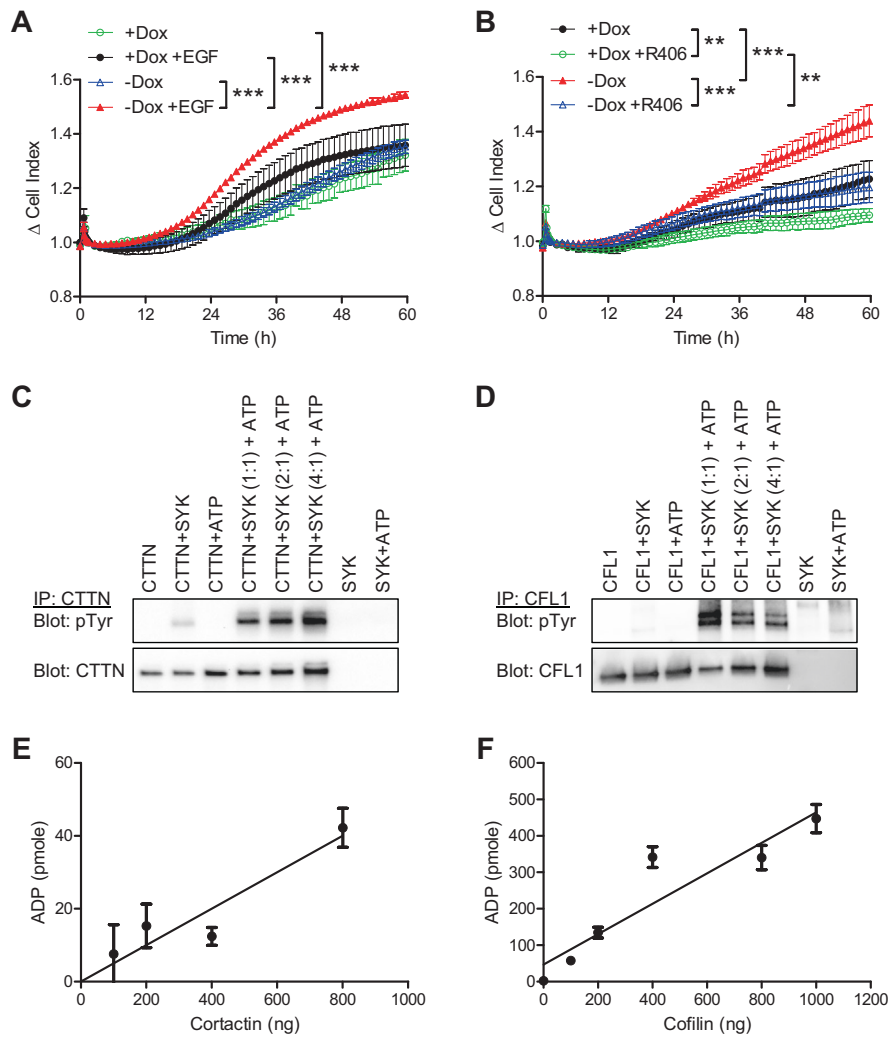 A
+Dox
+Dox +EGF
-Dox
-Dox +EGF
***
***
***
1.6
1.4
1.2
1.0
0.8
Δ Cell Index
0
12
24
36
48
60
Time (h)
B
+Dox
+Dox +R406
-Dox
-Dox +R406
**
***
***
**
1.6
1.4
1.2
1.0
0.8
Δ Cell Index
0
12
24
36
48
60
Time (h)
C
CTTN
CTTN+SYK
CTTN+ATP
CTTN+SYK (1:1) + ATP
CTTN+SYK (2:1) + ATP
CTTN+SYK (4:1) + ATP
SYK
SYK+ATP
IP: CTTN
Blot: pTyr
Blot: CTTN
D
CFL1
CFL1+SYK
CFL1+ATP
CFL1+SYK (1:1) + ATP
CFL1+SYK (2:1) + ATP
CFL1+SYK (4:1) + ATP
SYK
SYK+ATP
IP: CFL1
Blot: pTyr
Blot: CFL1
E
60
40
20
0
ADP (pmole)
0
200
400
600
800
1000
Cortactin (ng)
F
600
500
400
300
200
100
0
ADP (pmole)
0
200
400
600
800
1000
1200
Cofilin (ng)